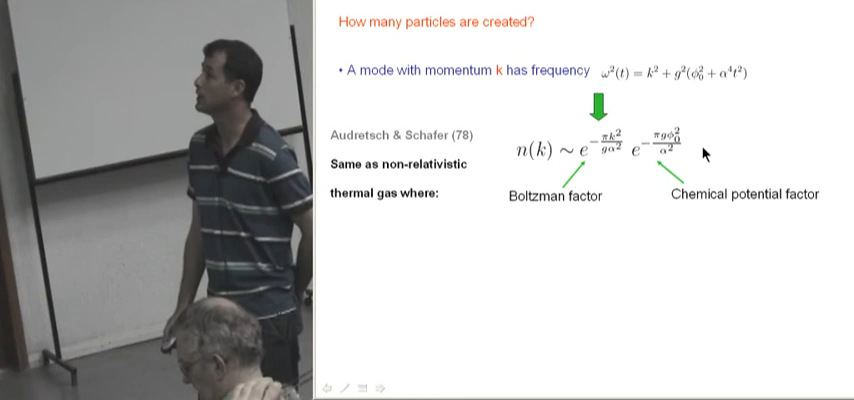 How many particles are created?
• A mode with momentum k has frequency ω²(t) = k² + g²(ϕ₀² + α⁴t²)
Audretsch & Schafer (78)
n(k) ∼ e^{-πk²/gα²} e^{-πgϕ₀²/α²}
Same as non-relativistic
thermal gas where:
Boltzman factor
Chemical potential factor